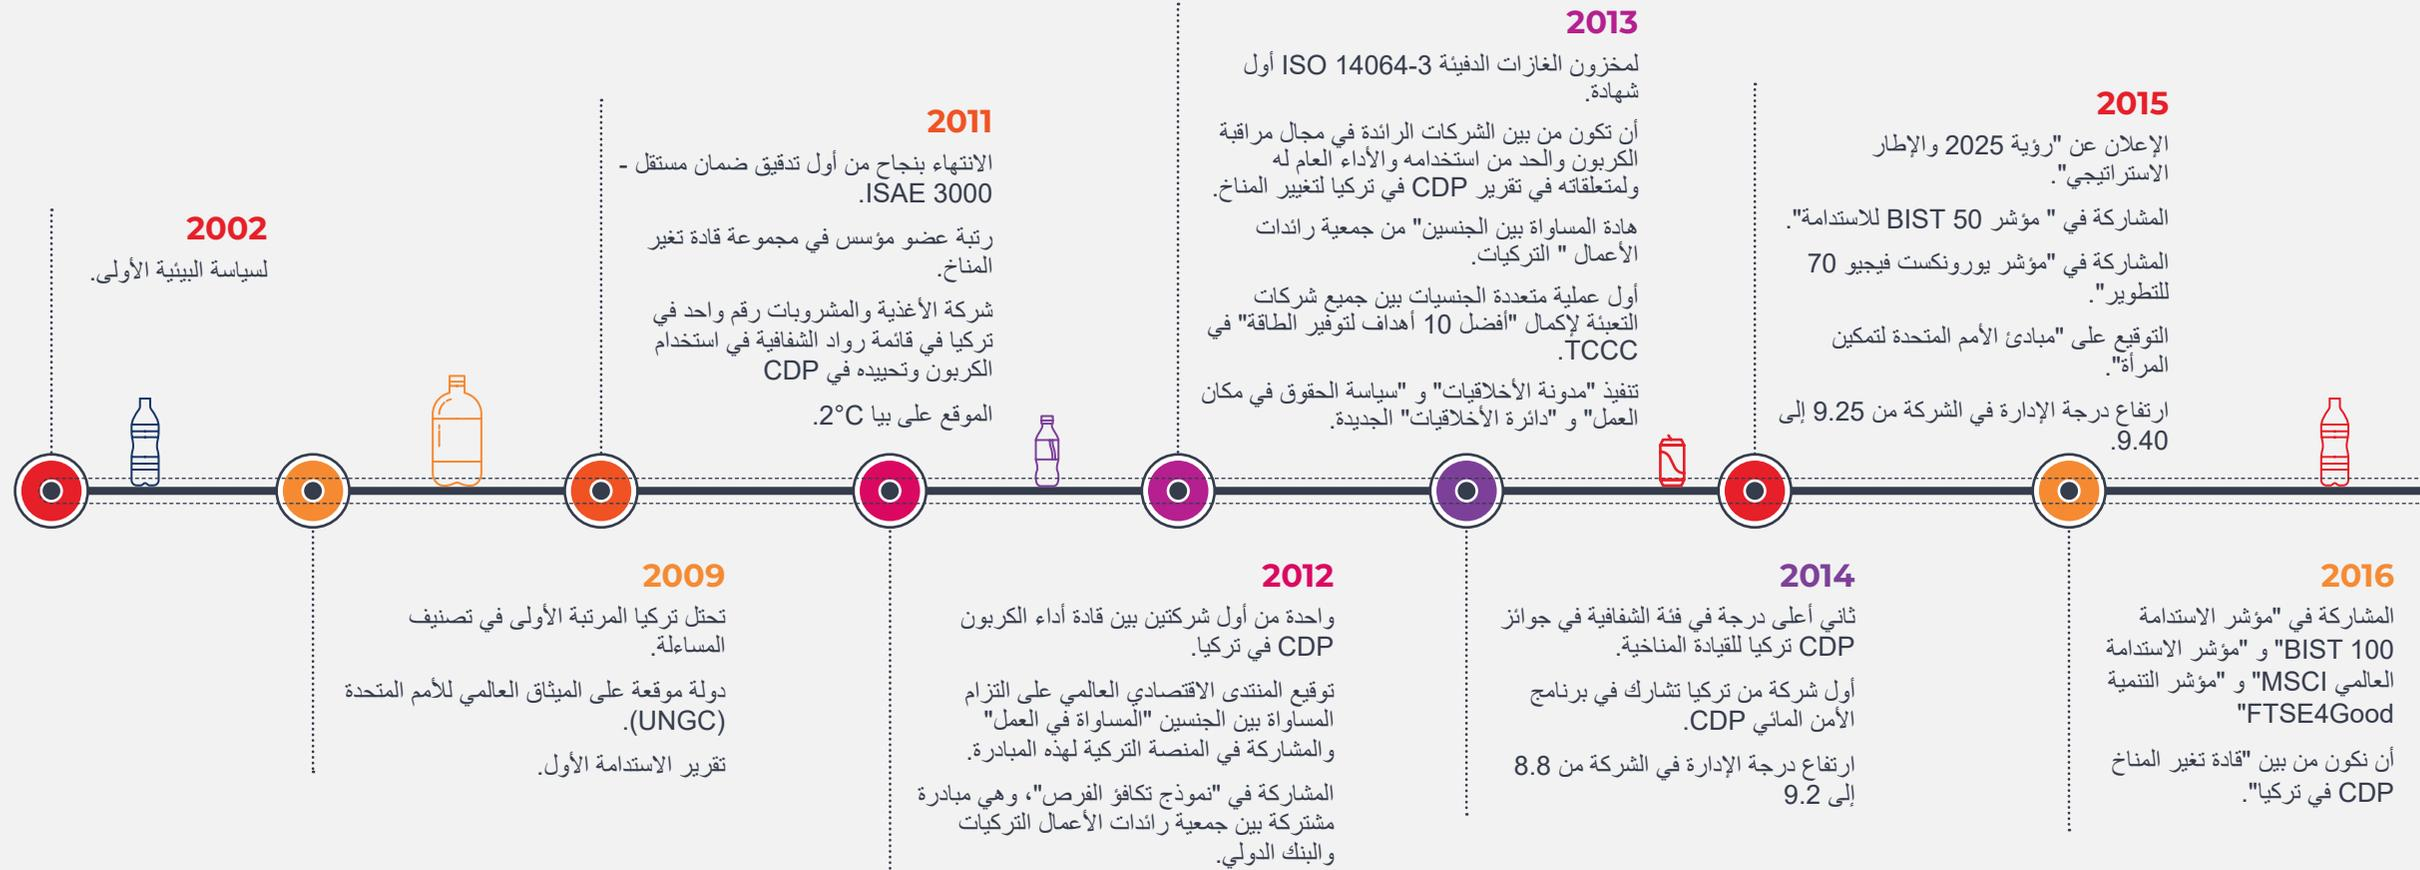 2002
لسياسة البيئية الأولى.
2009
تحتل تركيا المرتبة الأولى في تصنيف
المساءلة.
دولة موقعة على الميثاق العالمي للأمم المتحدة
(UNGC).
تقرير الاستدامة الأول.
2011
الانتهاء بنجاح من أول تدقيق ضمان مستقل -
ISAE 3000.
رتبة عضو مؤسس في مجموعة قادة تغير
المناخ.
شركة الأغذية والمشروبات رقم واحد في
تركيا في قائمة رواد الشفافية في استخدام
الكربون وتحييده في CDP
الموقع على بيا 2°C.
2012
واحدة من أول شركتين بين قادة أداء الكربون
CDP في تركيا.
توقيع المنتدى الاقتصادي العالمي على التزام
المساواة بين الجنسين "المساواة في العمل"
والمشاركة في المنصة التركية لهذه المبادرة.
المشاركة في "نموذج تكافؤ الفرص"، وهي مبادرة
مشتركة بين جمعية رائدات الأعمال التركيات
والبنك الدولي.
2013
لمخزون الغازات الدفيئة ISO 14064-3 أول
شهادة.
أن تكون من بين الشركات الرائدة في مجال مراقبة
الكربون والحد من استخدامه والأداء العام له
ولمتعلقاته في تقرير CDP في تركيا لتغيير المناخ.
هادة المساواة بين الجنسين" من جمعية رائدات
الأعمال " التركيات.
أول عملية متعددة الجنسيات بين جميع شركات
التعبئة لإكمال "أفضل 10 أهداف لتوفير الطاقة" في
TCCC.
تنفيذ "مدونة الأخلاقيات" و "سياسة الحقوق في مكان
العمل" و "دائرة الأخلاقيات" الجديدة.
2014
ثاني أعلى درجة في فئة الشفافية في جوائز
CDP تركيا للقيادة المناخية.
أول شركة من تركيا تشارك في برنامج
الأمن المائي CDP.
ارتفاع درجة الإدارة في الشركة من 8.8
إلى 9.2
2015
الإعلان عن "رؤية 2025 والإطار
الاستراتيجي".
المشاركة في " مؤشر BIST 50 للاستدامة".
المشاركة في "مؤشر يورونكست فيجيو 70
للتطوير".
التوقيع على "مبادئ الأمم المتحدة لتمكين
المرأة".
ارتفاع درجة الإدارة في الشركة من 9.25 إلى
9.40.
2016
المشاركة في "مؤشر الاستدامة
BIST 100" و "مؤشر الاستدامة
العالمي MSCI" و "مؤشر التنمية
FTSE4Good"
أن نكون من بين "قادة تغير المناخ
CDP في تركيا".